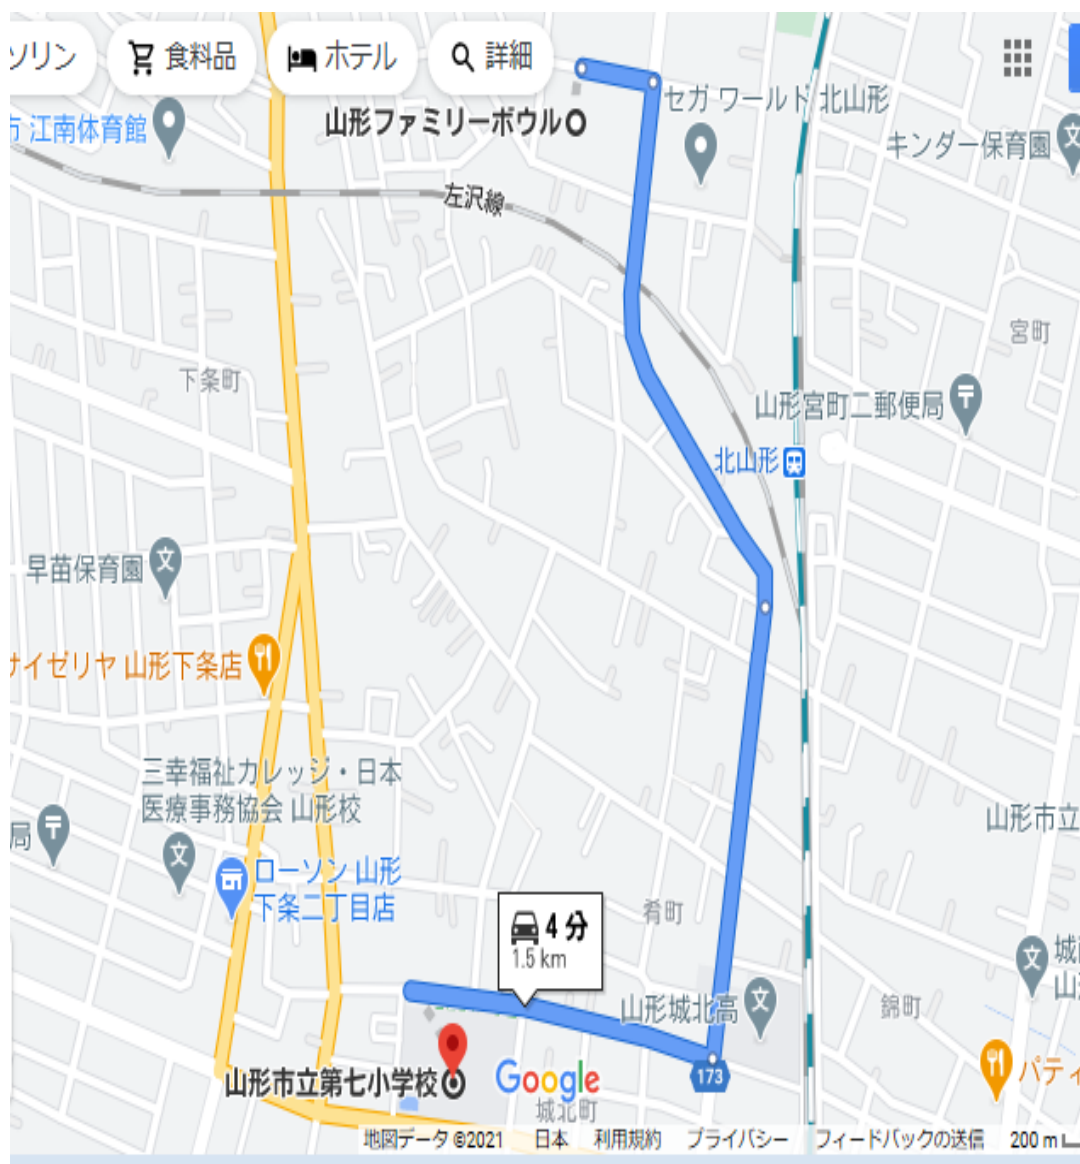 ソリン
食料品
ホテル
詳細
セガ ワールド 北山形
山形ファミリーボウル
市 江南体育館
キンダー保育園
左沢線
宮町
下条町
山形宮町二郵便局
北山形
早苗保育園
サイゼリヤ 山形下条店
三幸福祉カレッジ・日本
医療事務協会 山形校
山形市立
局
ローソン 山形
下条二丁目店
肴町
4 分
1.5 km
山形城北高
錦町
山形市立第七小学校
Google
173
城北町
パティ
地図データ ©2021
日本
利用規約
プライバシー
フィードバックの送信
200 m